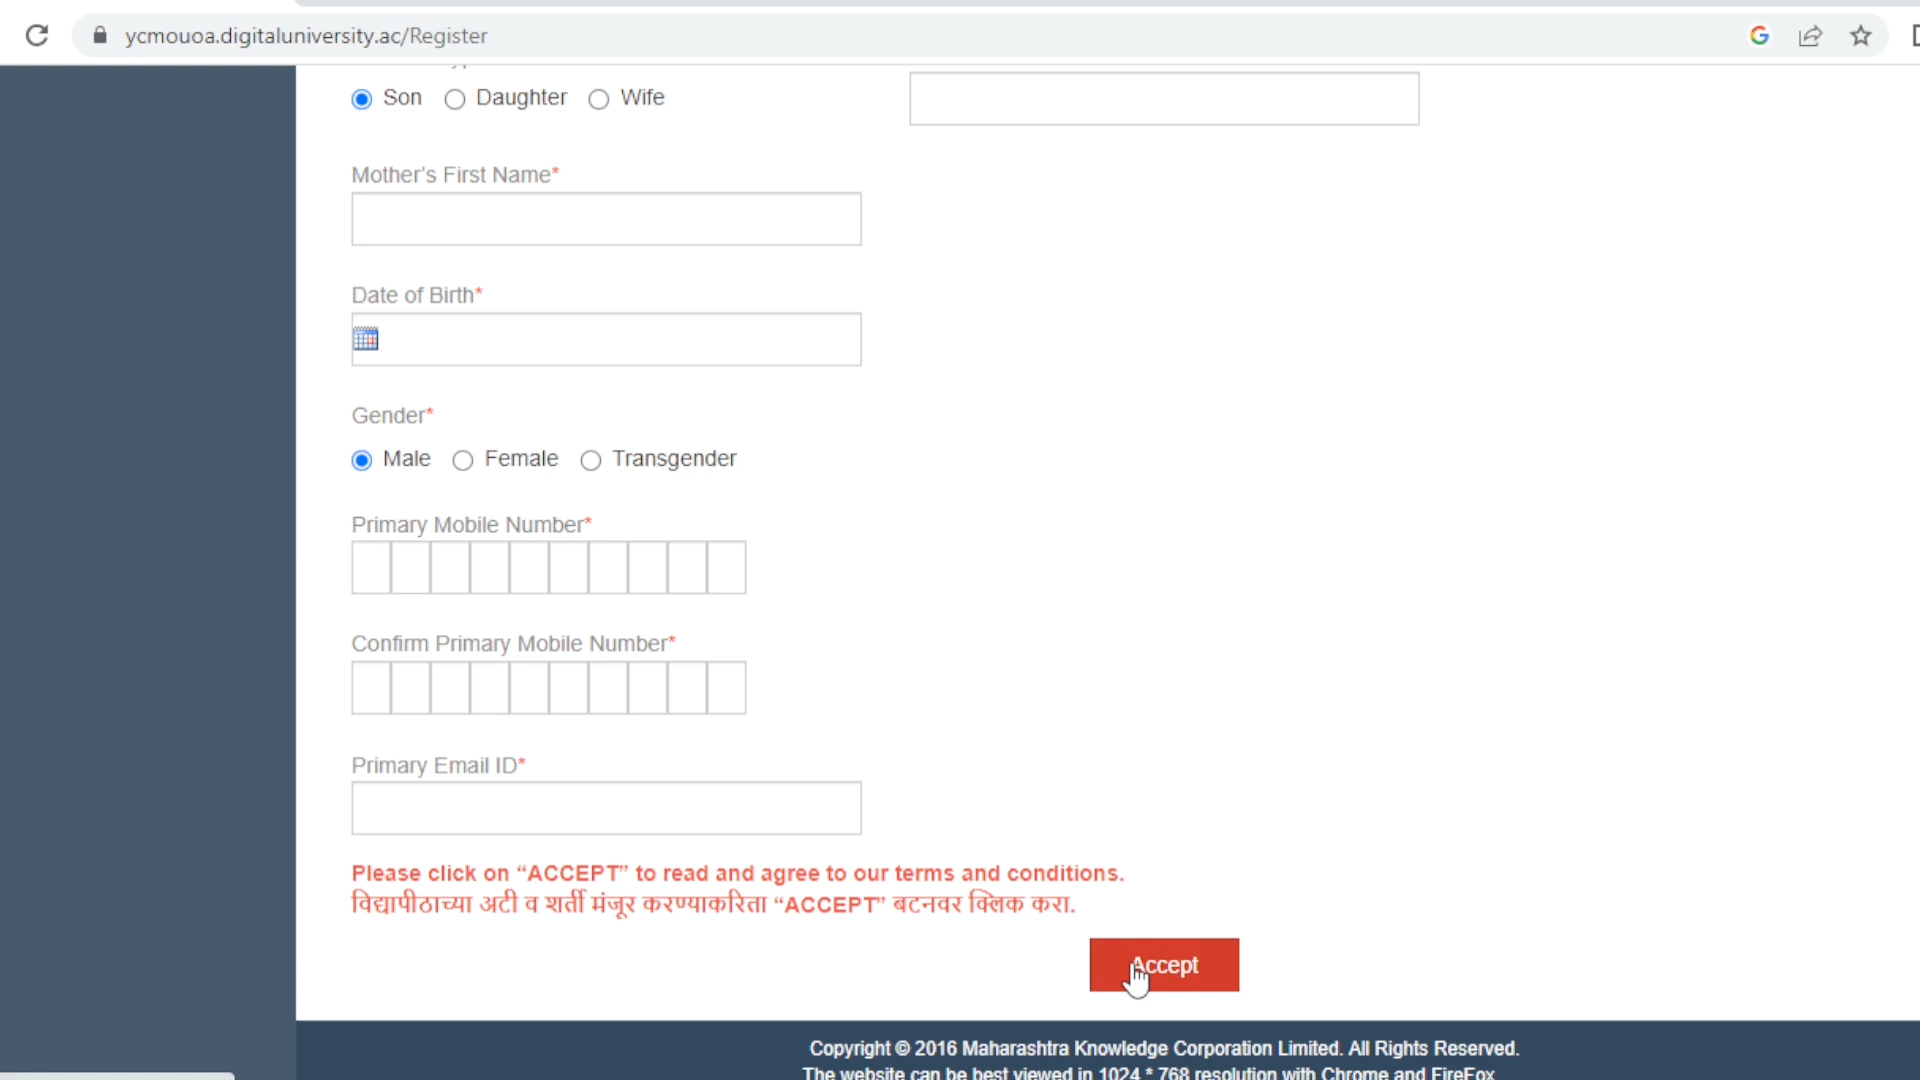 ycmouoa.digitaluniversity.ac/Register
Son Daughter Wife
Mother's First Name*
Date of Birth*
Gender*
Male Female Transgender
Primary Mobile Number*
Confirm Primary Mobile Number*
Primary Email ID*
Please click on “ACCEPT” to read and agree to our terms and conditions.
विद्यापीठाच्या अटी व शर्ती मंजूर करण्याकरिता “ACCEPT” बटनवर क्लिक करा.
Accept
Copyright © 2016 Maharashtra Knowledge Corporation Limited. All Rights Reserved.
The website can be best viewed in 1024 * 768 resolution with Chrome and FireFox